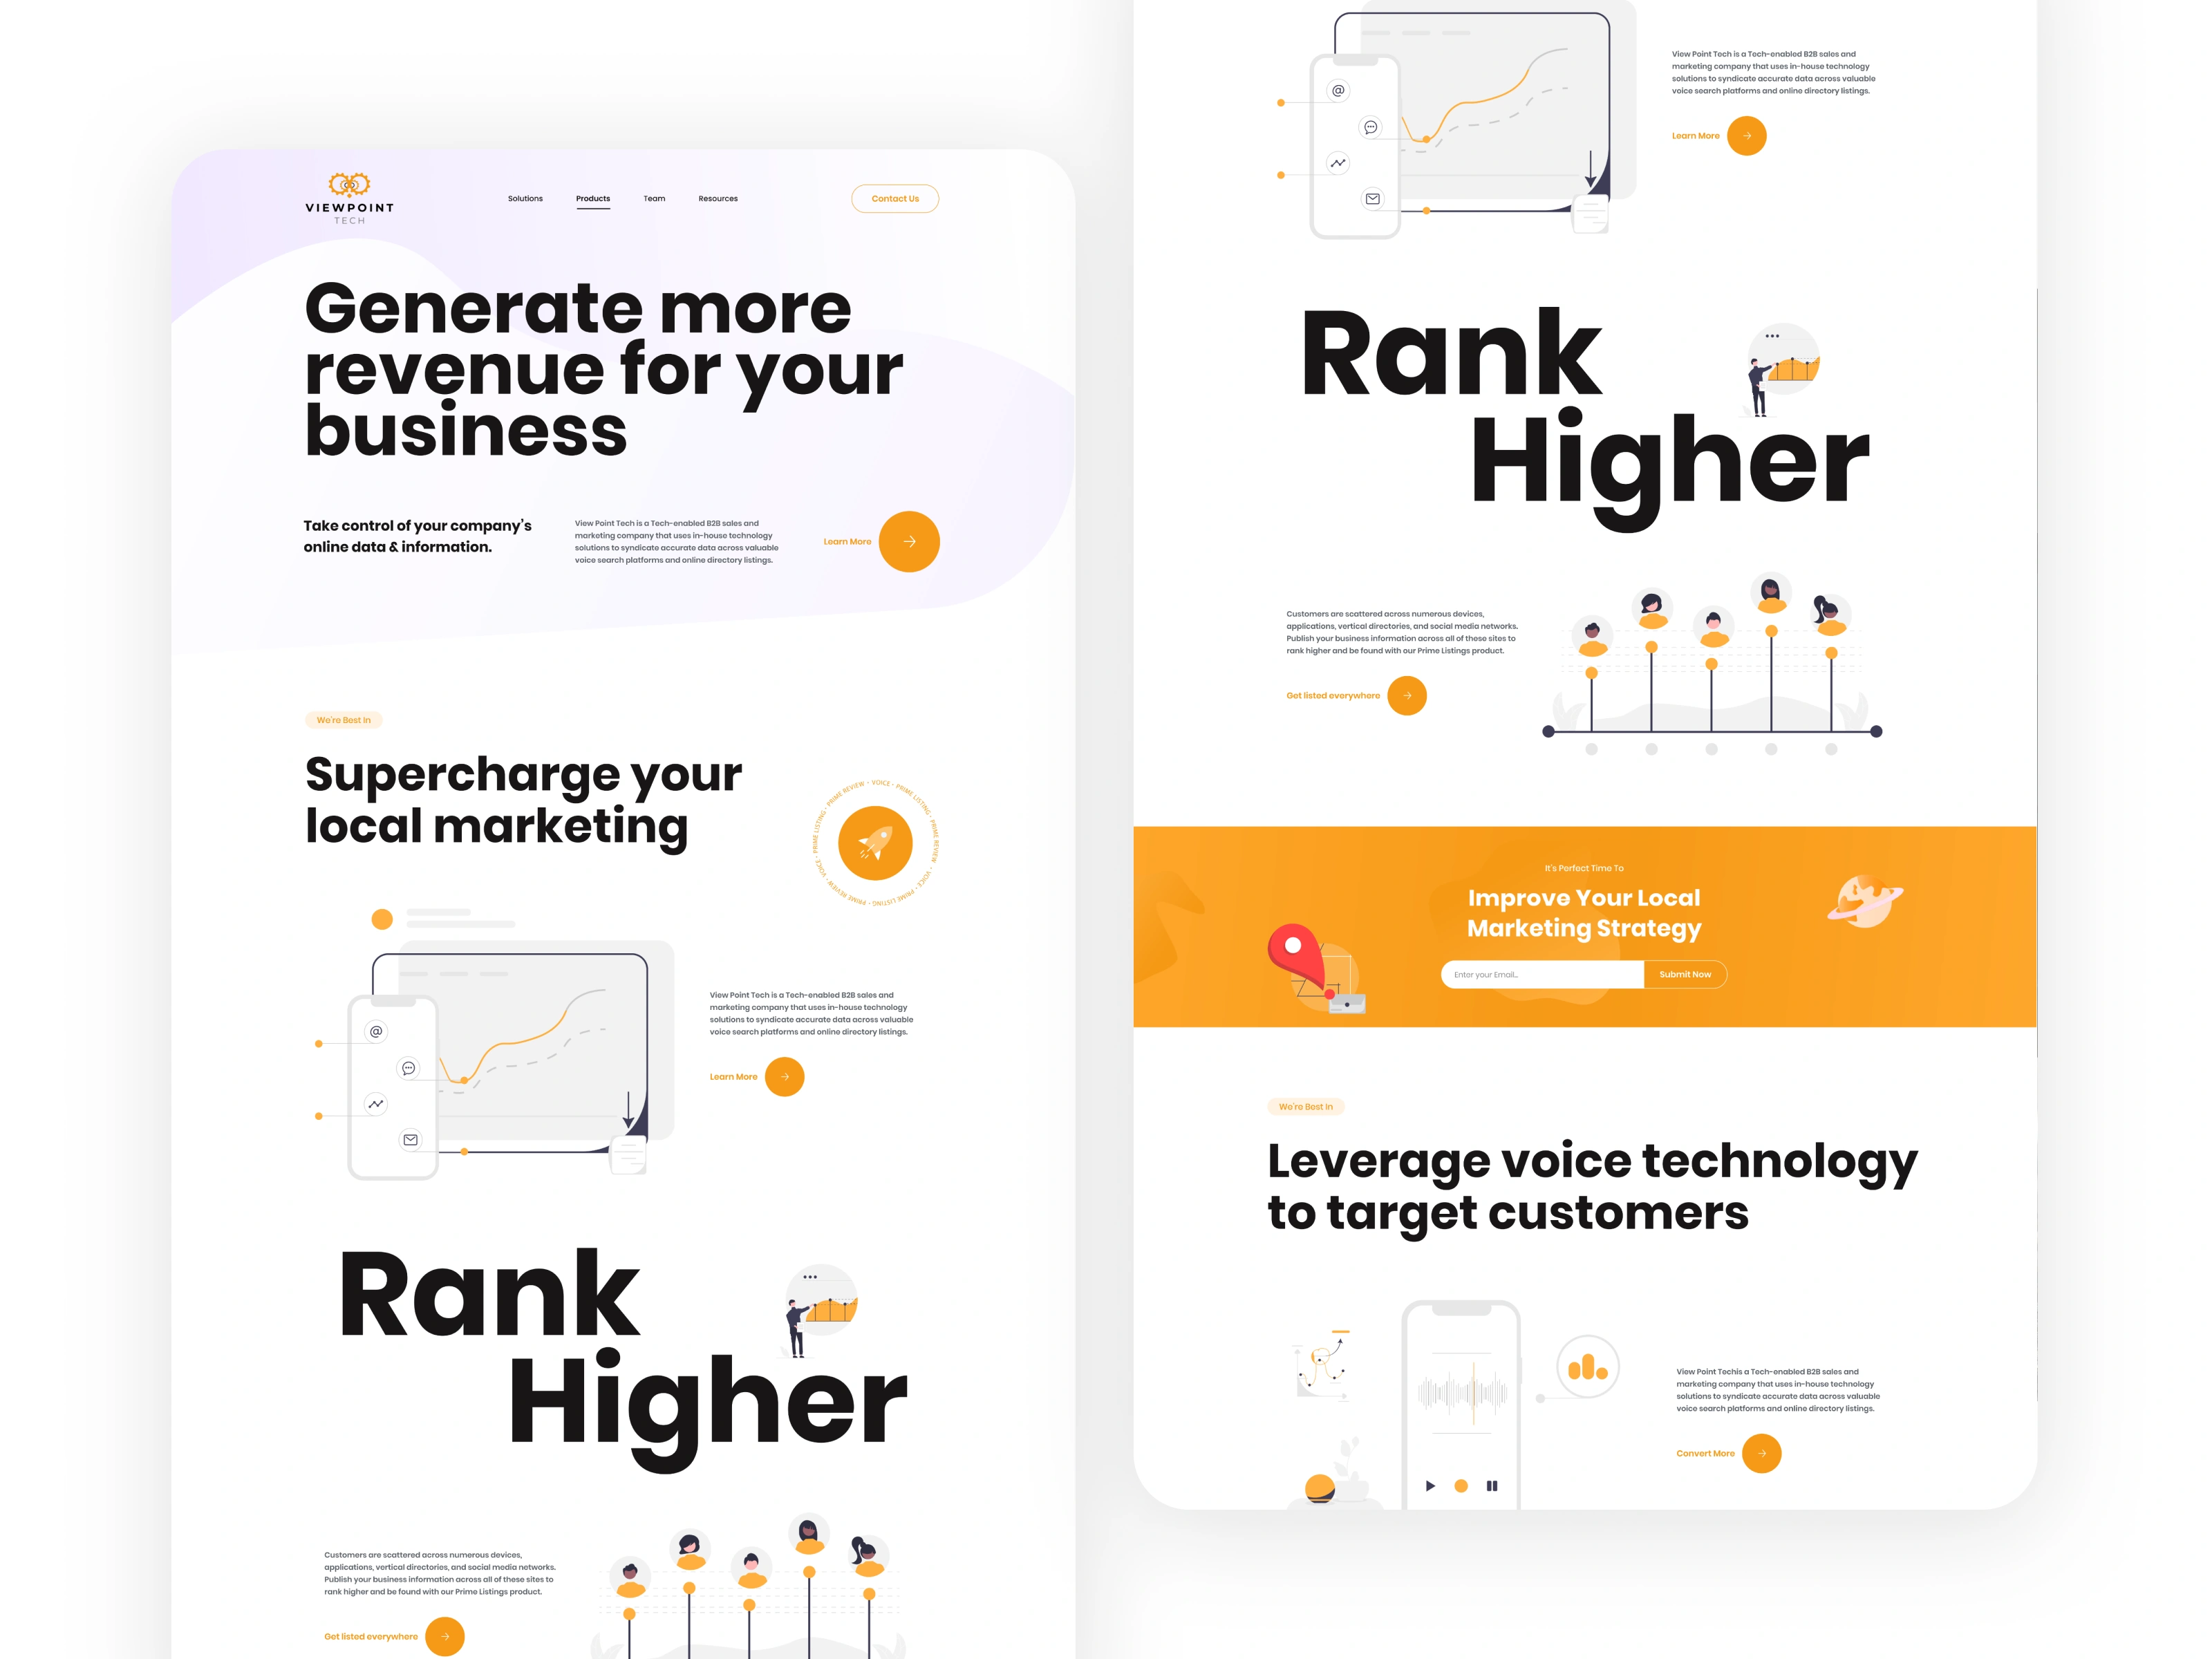 VIEWPOINT
TECH
Solutions
Products
Team
Resources
Contact Us
Generate more
revenue for your
business
Take control of your company's
online data & information.
View Point Tech is a Tech-enabled B2B sales and
marketing company that uses in-house technology
solutions to syndicate accurate data across valuable
voice search platforms and online directory listings.
Learn More
We're Best In
Supercharge your
local marketing
PRIME REVIEW - VOICE - PRIME LISTING - PRIME REVIEW - VOICE - PRIME LISTING - PRIME REVIEW - VOICE - PRIME LISTING -
@
View Point Tech is a Tech-enabled B2B sales and
marketing company that uses in-house technology
solutions to syndicate accurate data across valuable
voice search platforms and online directory listings.
Learn More
Rank
Higher
Customers are scattered across numerous devices,
applications, vertical directories, and social media networks.
Publish your business information across all of these sites to
rank higher and be found with our Prime Listings product.
Get listed everywhere
@
View Point Tech is a Tech-enabled B2B sales and
marketing company that uses in-house technology
solutions to syndicate accurate data across valuable
voice search platforms and online directory listings.
Learn More
Rank
Higher
Customers are scattered across numerous devices,
applications, vertical directories, and social media networks.
Publish your business information across all of these sites to
rank higher and be found with our Prime Listings product.
Get listed everywhere
It's Perfect Time To
Improve Your Local
Marketing Strategy
Enter your Email...
Submit Now
We're Best In
Leverage voice technology
to target customers
View Point Techis a Tech-enabled B2B sales and
marketing company that uses in-house technology
solutions to syndicate accurate data across valuable
voice search platforms and online directory listings.
Convert More